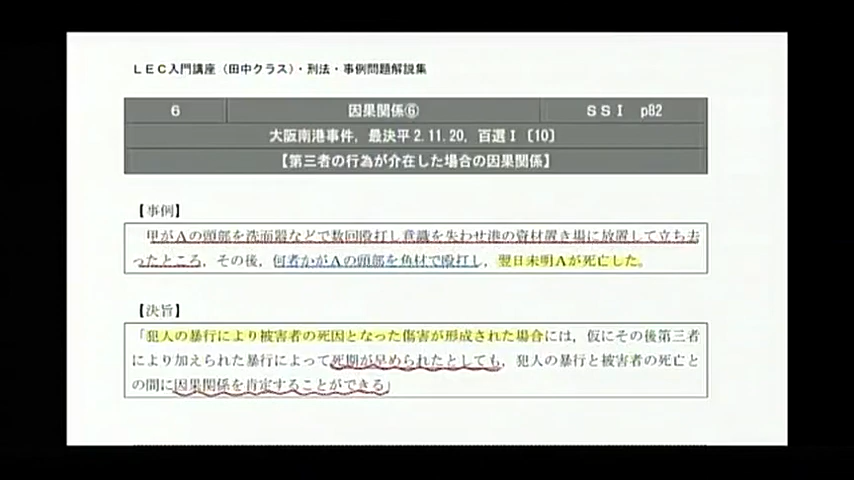 LEC入門講座（田中クラス）・刑法・事例問題解説集
6 因果関係⑥ SSI p82
大阪南港事件，最決平2.11.20，百選Ⅰ〔10〕
【第三者の行為が介在した場合の因果関係】
【事例】
甲がAの頭部を洗面器などで数回殴打し意識を失わせ港の資材置き場に放置して立ち去
ったところ，その後，何者かがAの頭部を角材で殴打し，翌日未明Aが死亡した。
【決旨】
「犯人の暴行により被害者の死因となった傷害が形成された場合には，仮にその後第三者
により加えられた暴行によって死期が早められたとしても，犯人の暴行と被害者の死亡と
の間に因果関係を肯定することができる」